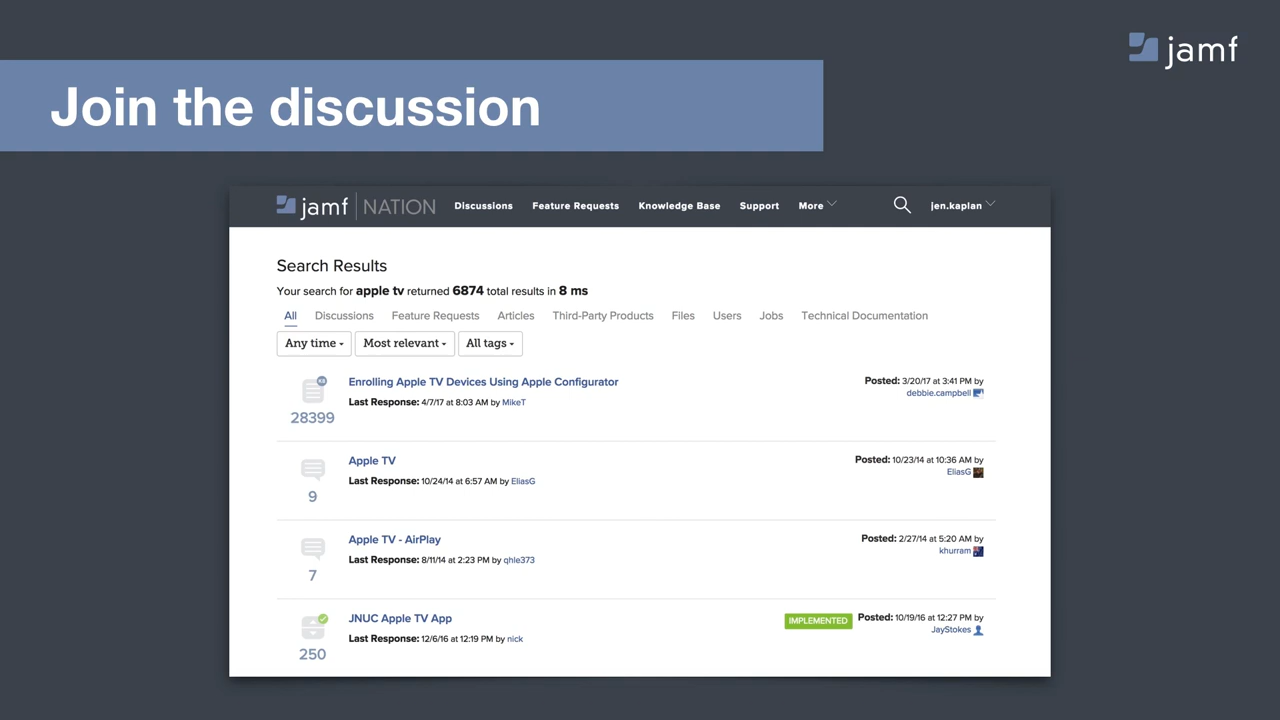 jamf
Join the discussion
jamf NATION Discussions Feature Requests Knowledge Base Support More jen.kaplan
Search Results
Your search for apple tv returned 6874 total results in 8 ms
All Discussions Feature Requests Articles Third-Party Products Files Users Jobs Technical Documentation
Any time Most relevant All tags
KB
Enrolling Apple TV Devices Using Apple Configurator Posted: 3/20/17 at 3:41 PM by
Last Response: 4/7/17 at 8:03 AM by MikeT debbie.campbell
28399
Apple TV Posted: 10/23/14 at 10:36 AM by
Last Response: 10/24/14 at 6:57 AM by EliasG EliasG
9
Apple TV - AirPlay Posted: 2/27/14 at 5:20 AM by
Last Response: 8/11/14 at 2:23 PM by qhle373 khurram
7
JNUC Apple TV App IMPLEMENTED Posted: 10/19/16 at 12:27 PM by
Last Response: 12/6/16 at 12:19 PM by nick JayStokes
250